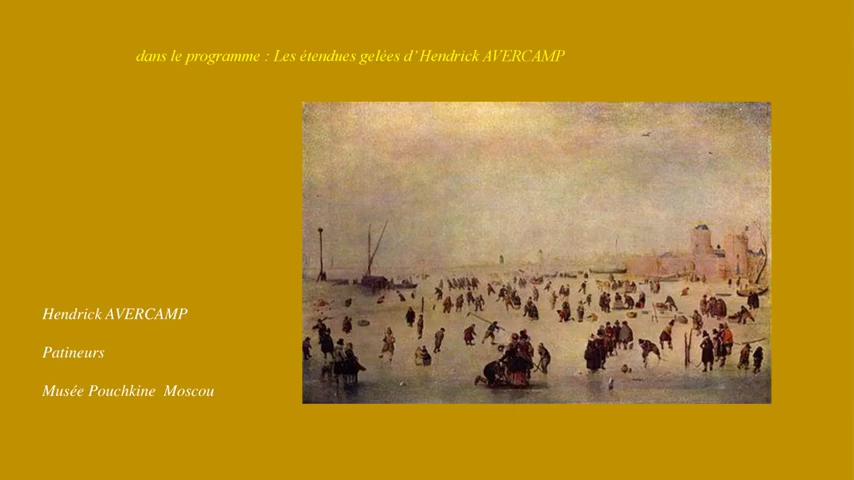 dans le programme : Les étendues gelées d’ Hendrick AVERCAMP
Hendrick AVERCAMP
Patineurs
Musée Pouchkine  Moscou